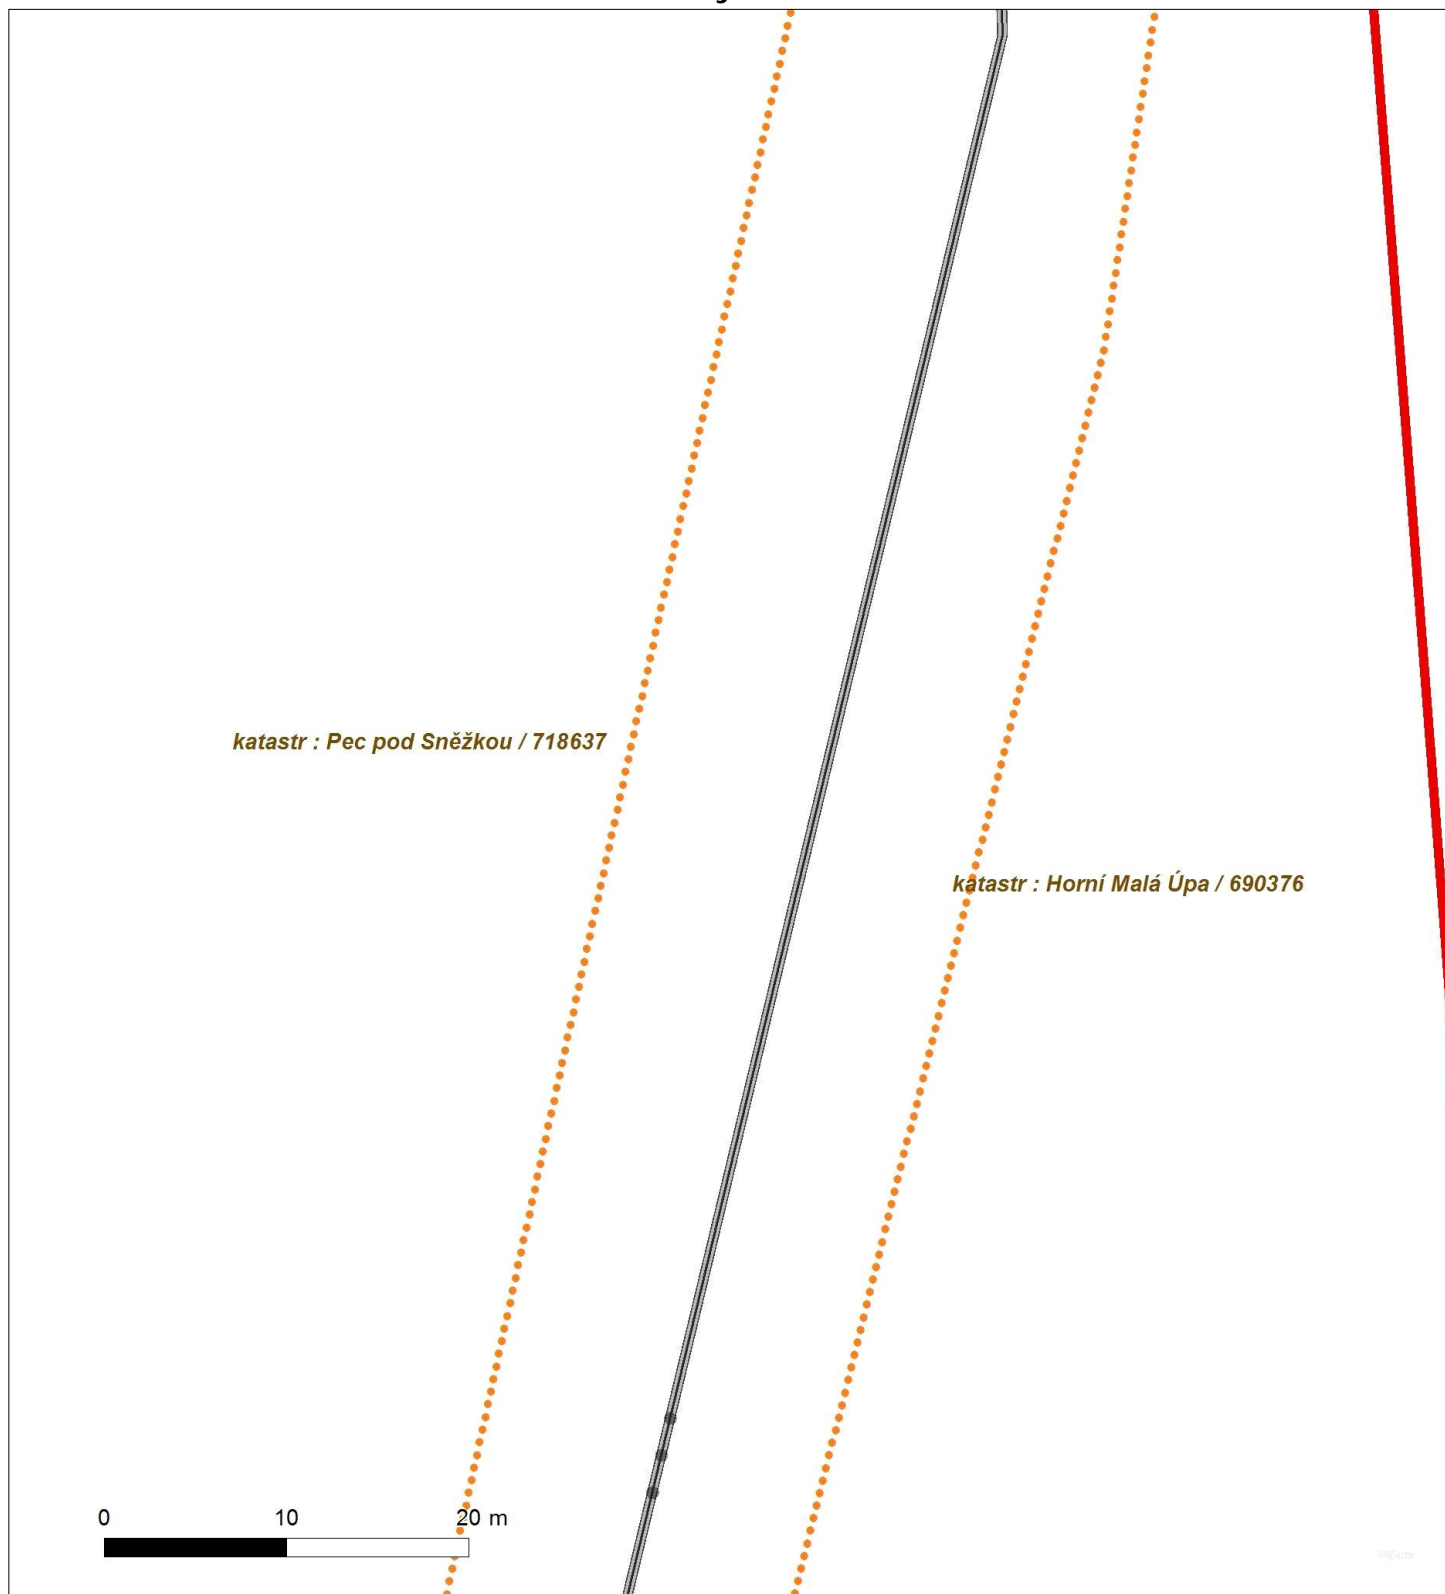 katastr : Pec pod Sněžkou / 718637
katastr : Horní Malá Úpa / 690376
0 10 20 m